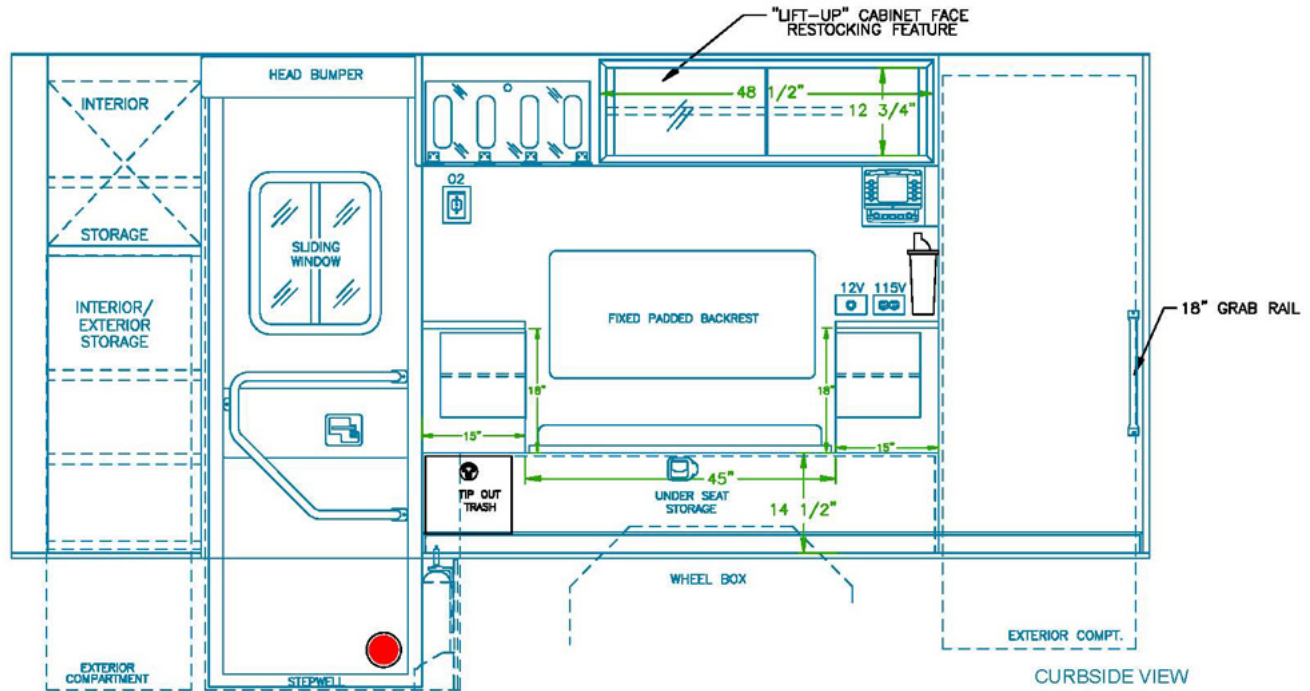 "LIFT-UP" CABINET FACE
RESTOCKING FEATURE
HEAD BUMPER
INTERIOR
STORAGE
48 1/2"
12 3/4"
O2
SLIDING
WINDOW
INTERIOR/
EXTERIOR
STORAGE
FIXED PADDED BACKREST
12V
115V
18" GRAB RAIL
18"
18"
15"
15"
45"
TIP OUT
TRASH
UNDER SEAT
STORAGE
14 1/2"
WHEEL BOX
EXTERIOR COMPT.
EXTERIOR
COMPARTMENT
STEPWELL
CURBSIDE VIEW